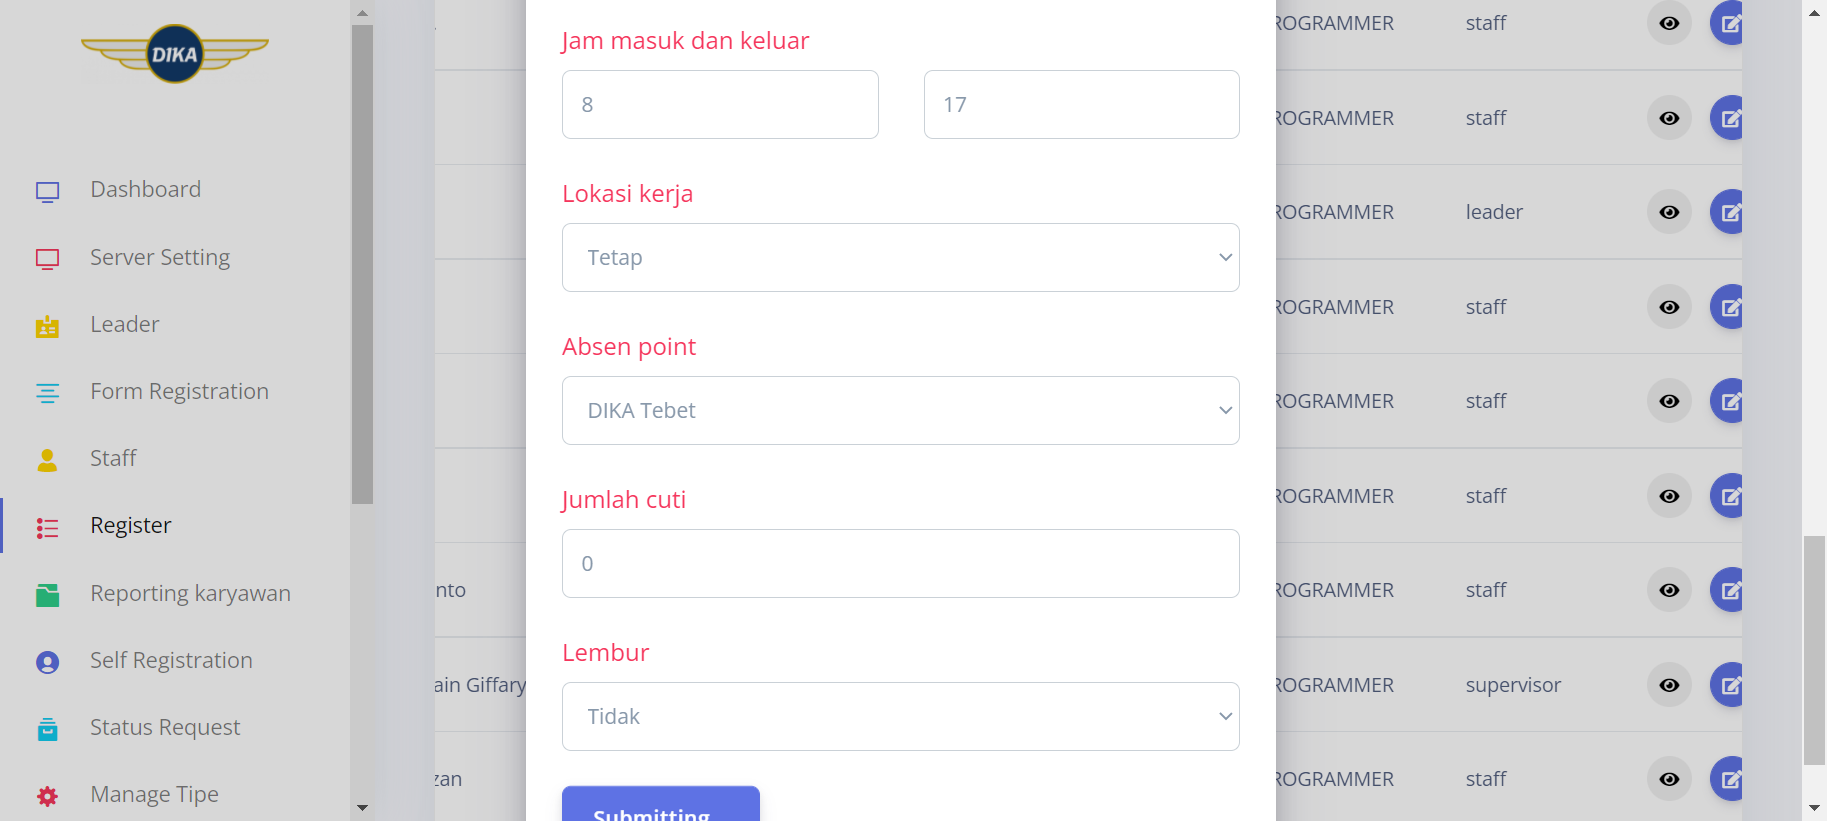 DIKA
Dashboard
Server Setting
Leader
Form Registration
Staff
Register
Reporting karyawan
Self Registration
Status Request
Manage Tipe
Jam masuk dan keluar
8 17
Lokasi kerja
Tetap
Absen point
DIKA Tebet
Jumlah cuti
0
Lembur
Tidak
Submitting
ROGRAMMER staff
ROGRAMMER staff
ROGRAMMER leader
ROGRAMMER staff
ROGRAMMER staff
ROGRAMMER staff
nto ROGRAMMER staff
ain Giffary ROGRAMMER supervisor
zan ROGRAMMER staff